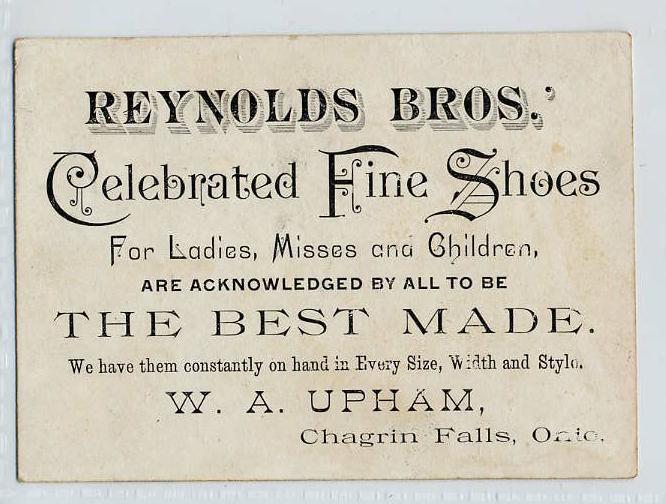 REYNOLDS BROS.'
Celebrated Fine Shoes
For Ladies, Misses and Children,
ARE ACKNOWLEDGED BY ALL TO BE
THE BEST MADE.
We have them constantly on hand in Every Size, Width and Style.
W. A. UPHAM,
Chagrin Falls, Ohio.